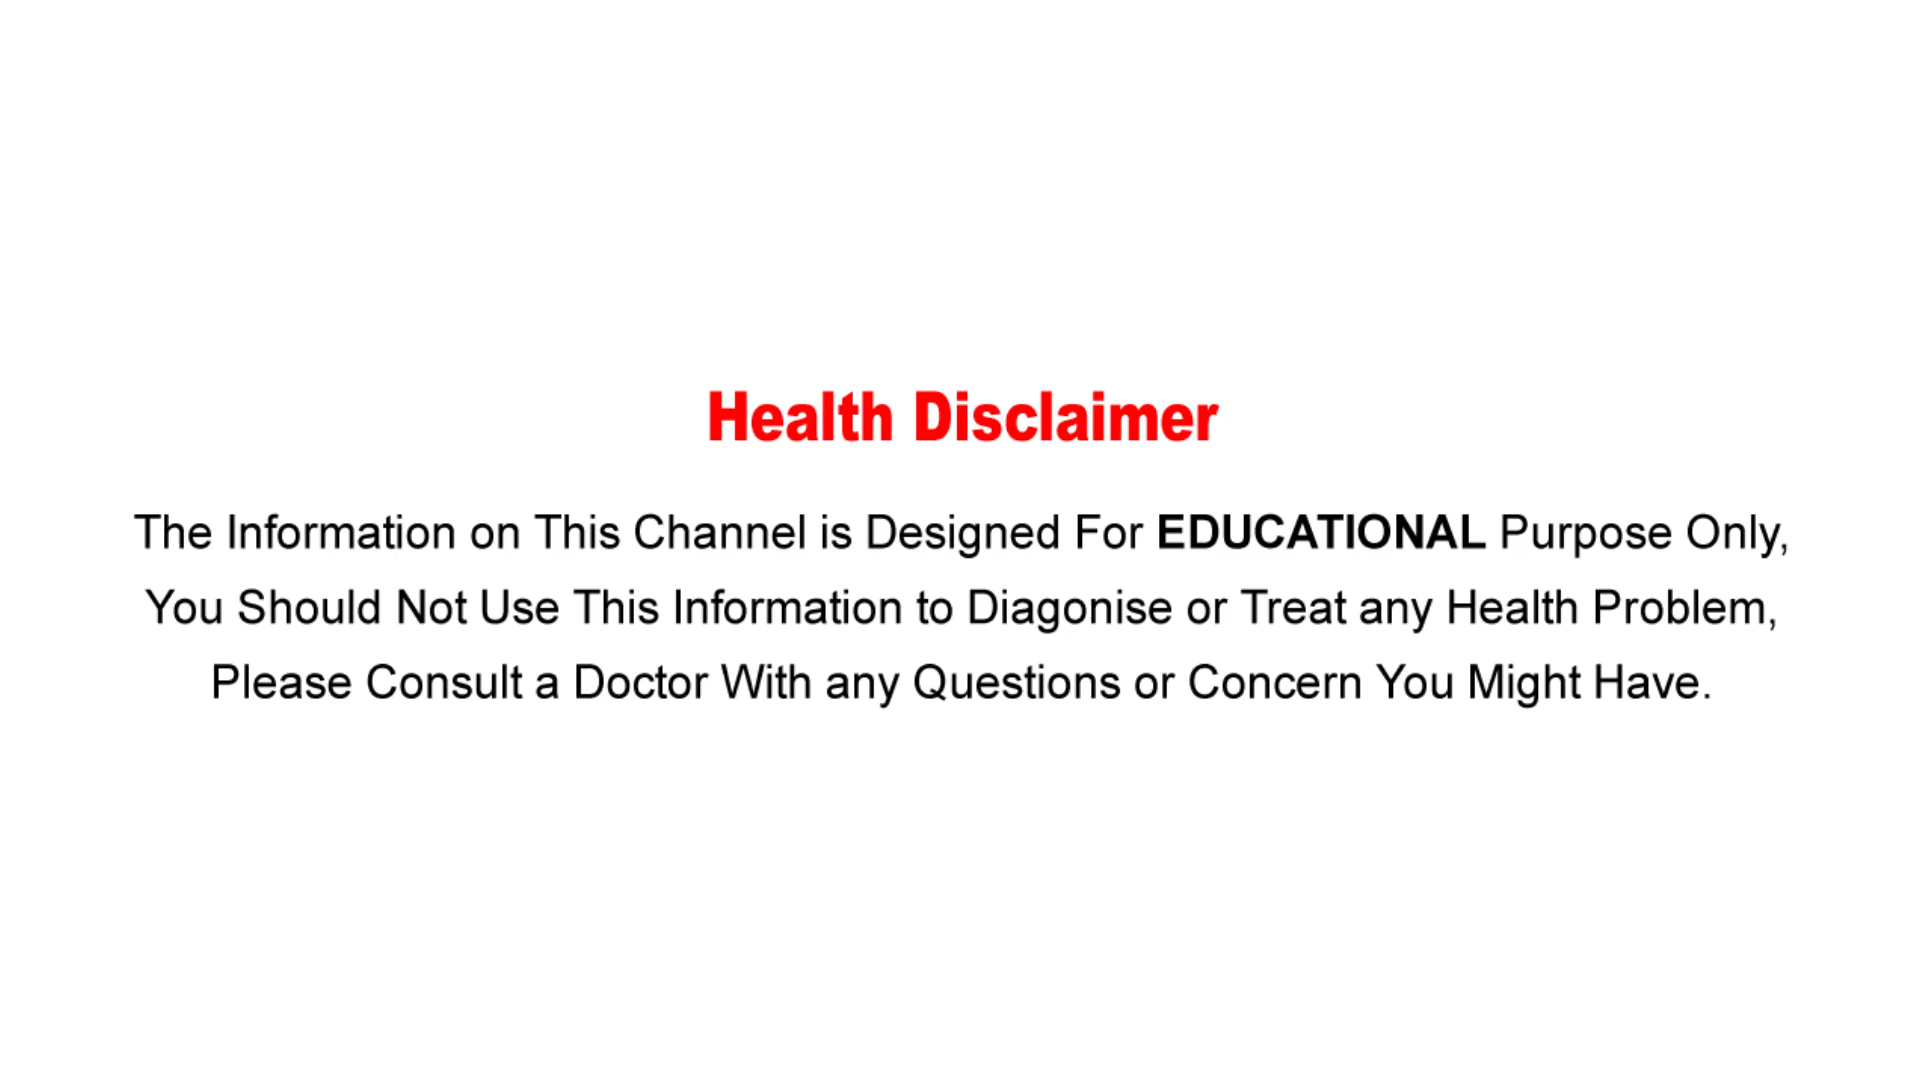 Health Disclaimer
The Information on This Channel is Designed For EDUCATIONAL Purpose Only,
You Should Not Use This Information to Diagonise or Treat any Health Problem,
Please Consult a Doctor With any Questions or Concern You Might Have.